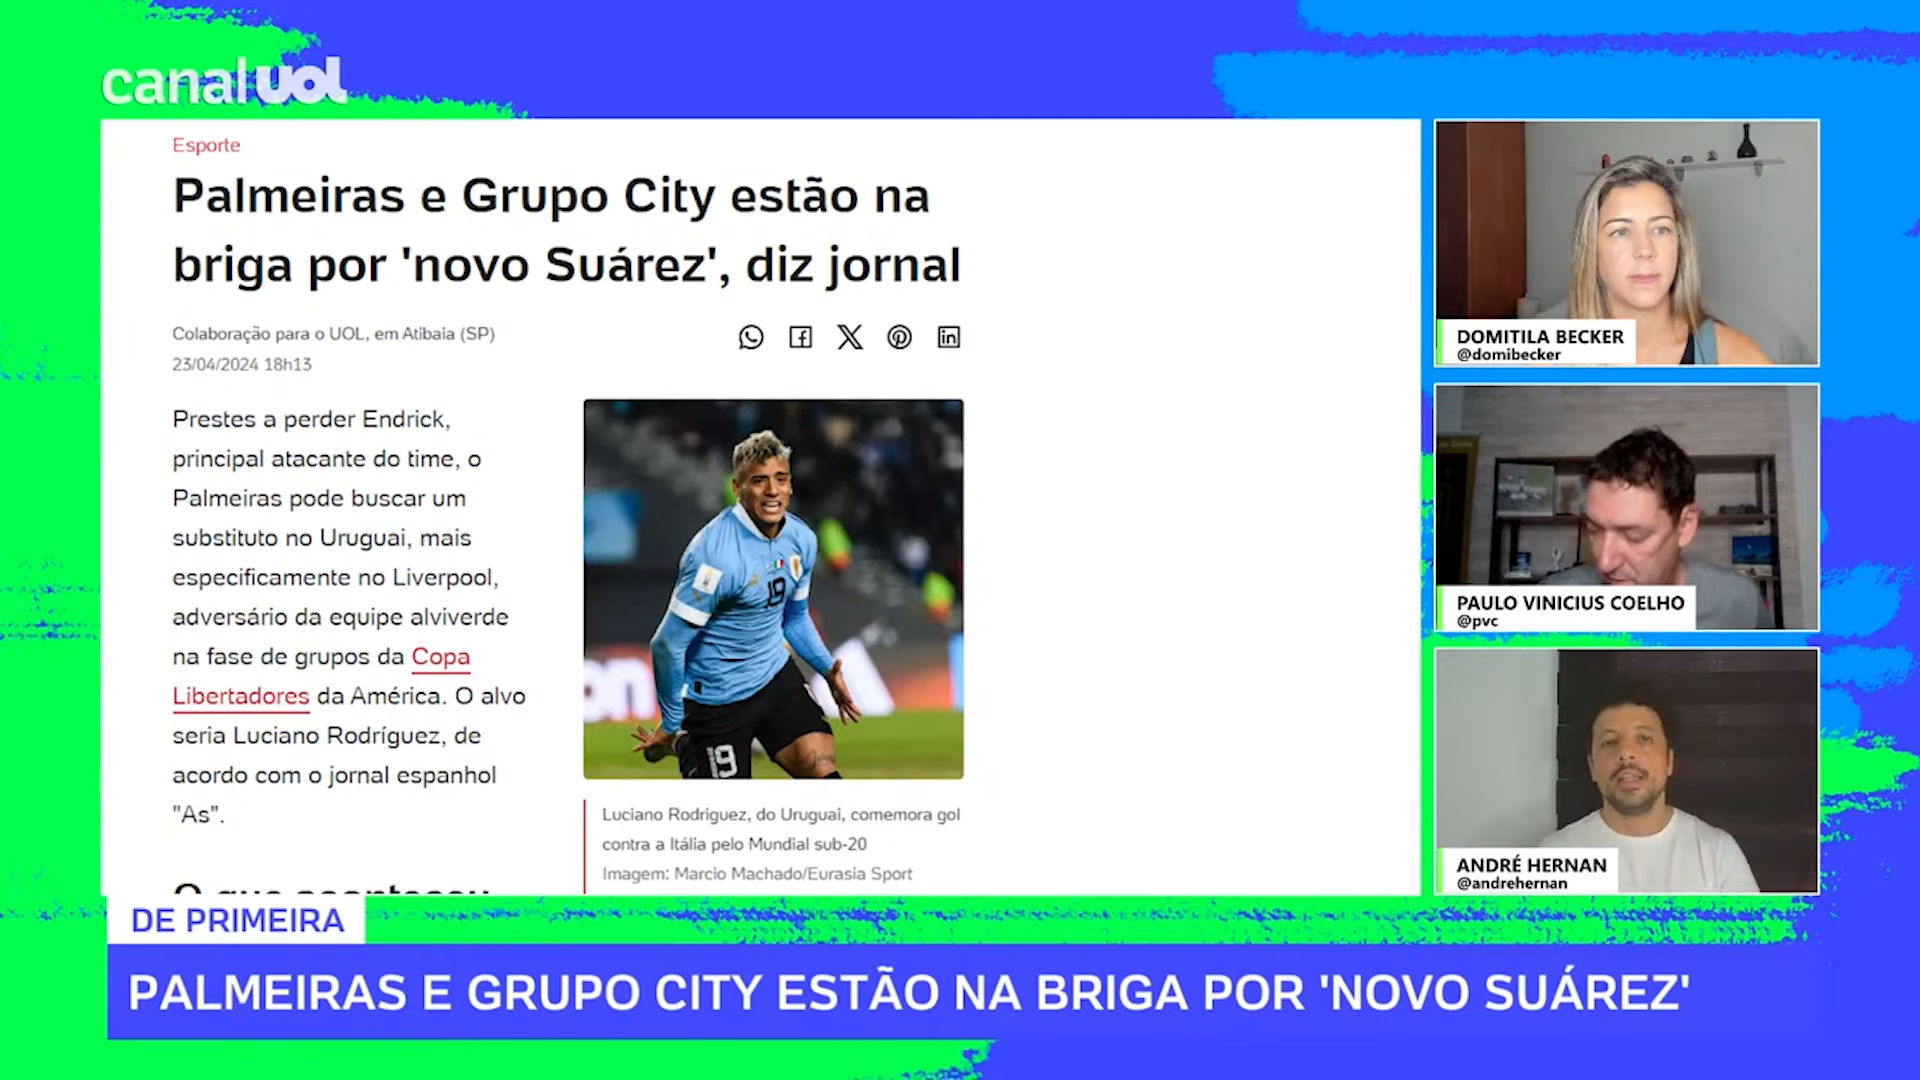 canal uol
Esporte
Palmeiras e Grupo City estão na
briga por 'novo Suárez', diz jornal
Colaboração para o UOL, em Atibaia (SP)
23/04/2024 18h13
Prestes a perder Endrick,
principal atacante do time, o
Palmeiras pode buscar um
substituto no Uruguai, mais
especificamente no Liverpool,
adversário da equipe alviverde
na fase de grupos da Copa
Libertadores da América. O alvo
seria Luciano Rodríguez, de
acordo com o jornal espanhol
"As".
19
19
Luciano Rodriguez, do Uruguai, comemora gol
contra a Itália pelo Mundial sub-20
Imagem: Marcio Machado/Eurasia Sport
O que aconteceu
DOMITILA BECKER
@domibecker
PAULO VINICIUS COELHO
@pvc
ANDRÉ HERNAN
@andrehernan
DE PRIMEIRA
PALMEIRAS E GRUPO CITY ESTÃO NA BRIGA POR 'NOVO SUÁREZ'